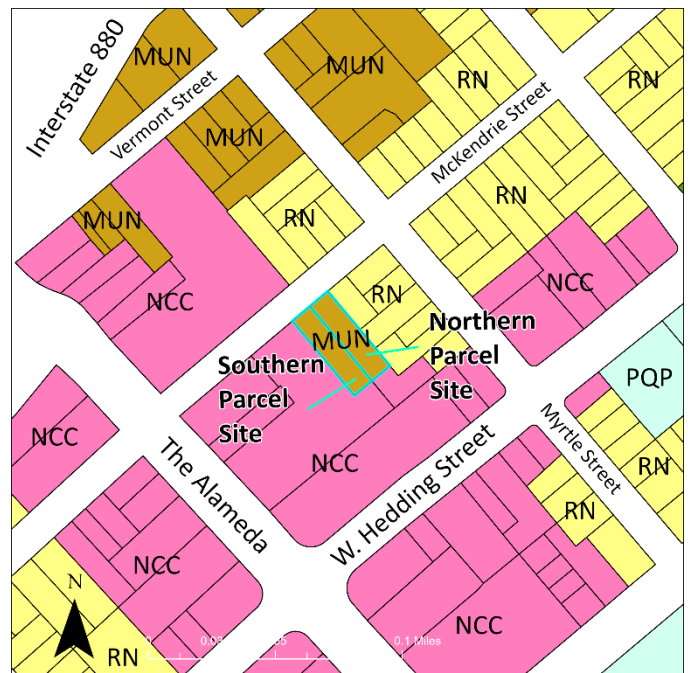 Interstate 880
MUN
Vermont Street
MUN
RN
RN
MUN
McKendrie Street
RN
MUN
RN
NCC
RN
NCC
MUN
Northern
Parcel
Site
Southern
Parcel
Site
PQP
NCC
The Alameda
NCC
W. Hedding Street
Myrtle Street
RN
RN
NCC
NCC
N
RN
0
0.1 Miles